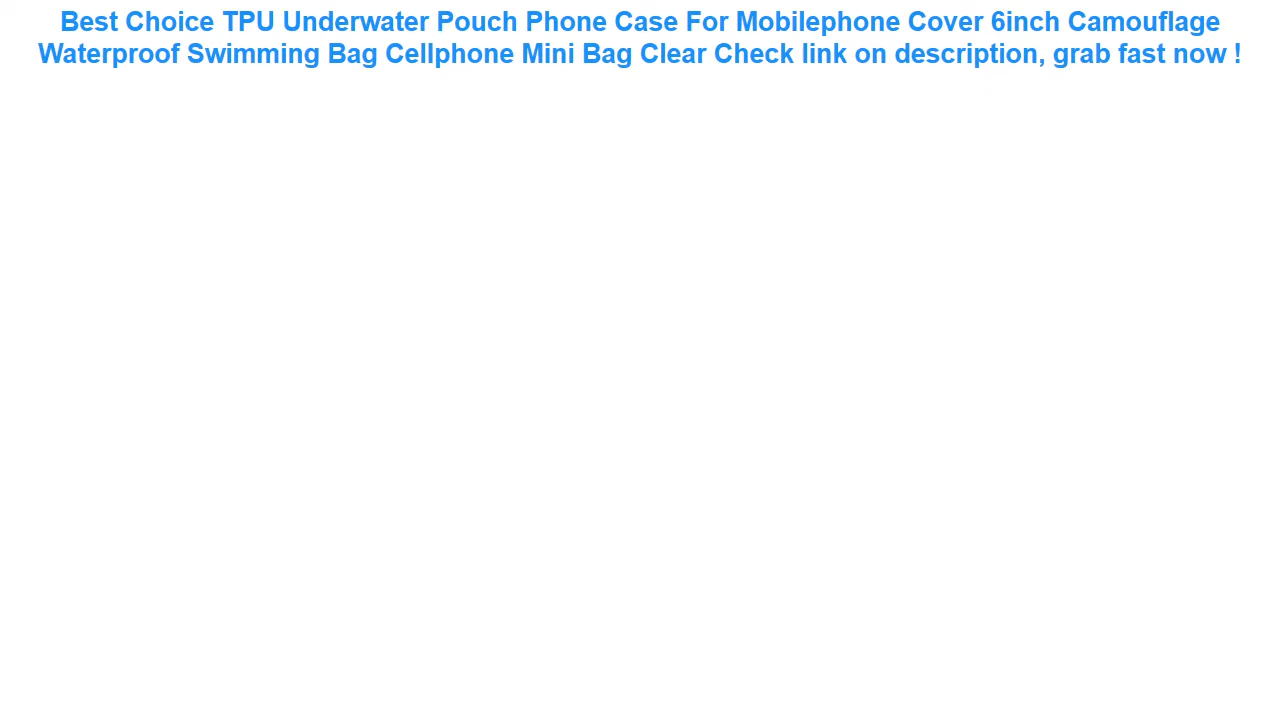 Best Choice TPU Underwater Pouch Phone Case For Mobilephone Cover 6inch Camouflage
Waterproof Swimming Bag Cellphone Mini Bag Clear Check link on description, grab fast now !